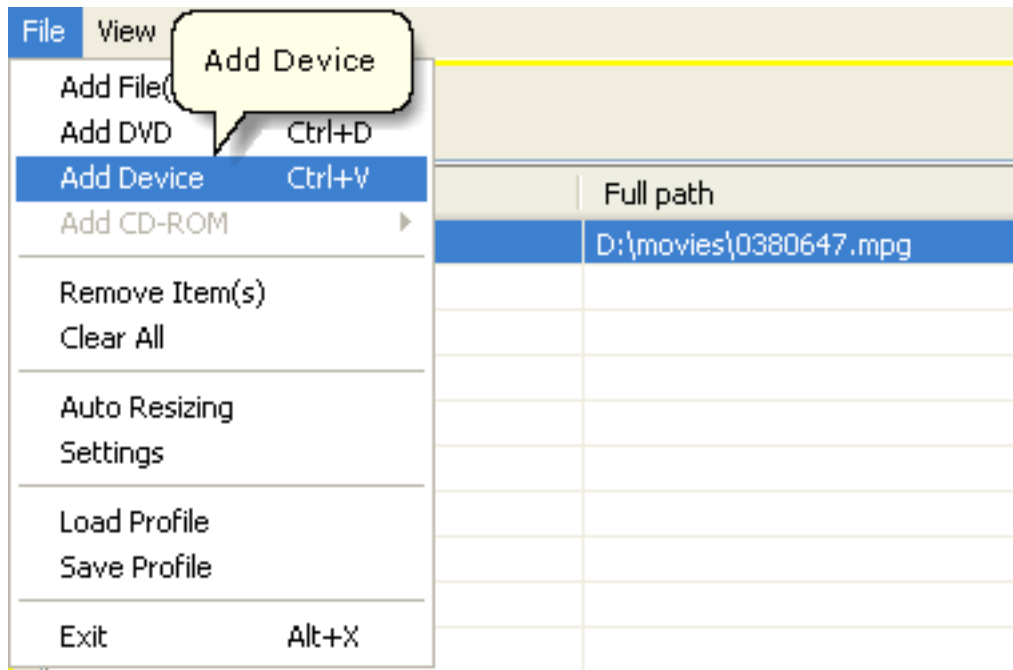 File View
Add Device
Add File(
Add DVD Ctrl+D
Add Device Ctrl+V
Add CD-ROM
Full path
D:\movies\0380647.mpg
Remove Item(s)
Clear All
Auto Resizing
Settings
Load Profile
Save Profile
Exit Alt+X